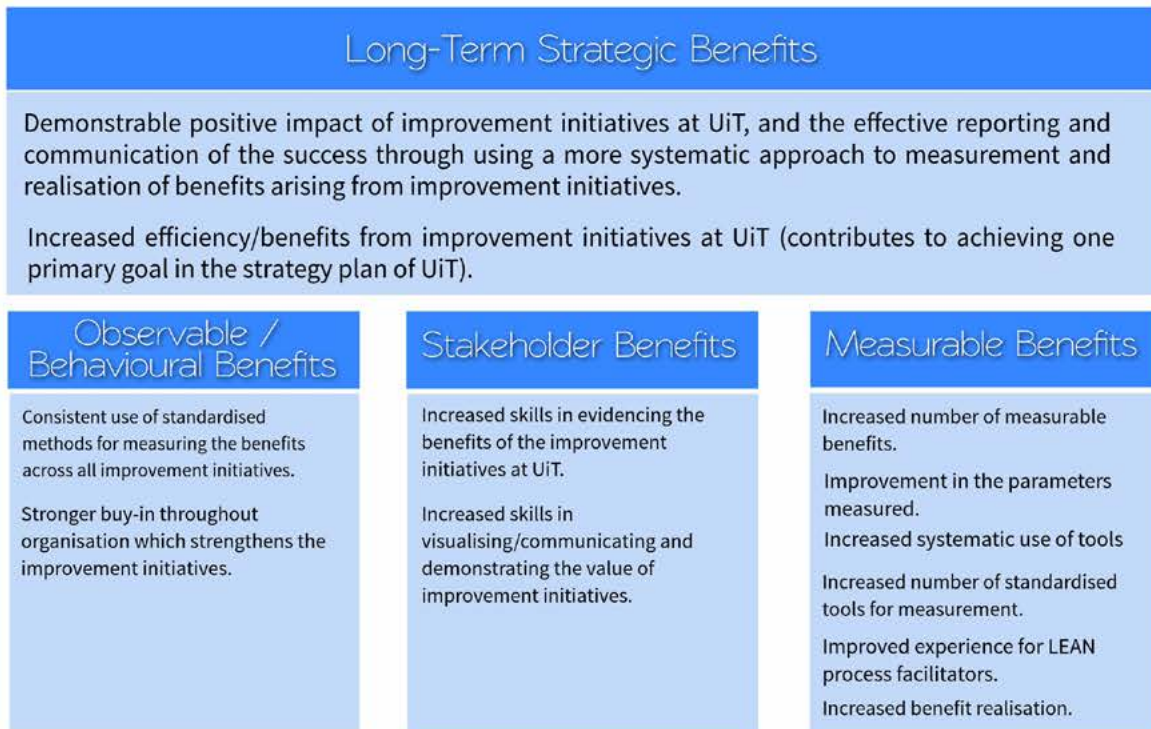 Long-Term Strategic Benefits
Demonstrable positive impact of improvement initiatives at UiT, and the effective reporting and
communication of the success through using a more systematic approach to measurement and
realisation of benefits arising from improvement initiatives.
Increased efficiency/benefits from improvement initiatives at UiT (contributes to achieving one
primary goal in the strategy plan of UiT).
Observable /
Behavioural Benefits
Consistent use of standardised
methods for measuring the benefits
across all improvement initiatives.
Stronger buy-in throughout
organisation which strengthens the
improvement initiatives.
Stakeholder Benefits
Increased skills in evidencing the
benefits of the improvement
initiatives at UiT.
Increased skills in
visualising/communicating and
demonstrating the value of
improvement initiatives.
Measurable Benefits
Increased number of measurable
benefits.
Improvement in the parameters
measured.
Increased systematic use of tools
Increased number of standardised
tools for measurement.
Improved experience for LEAN
process facilitators.
Increased benefit realisation.